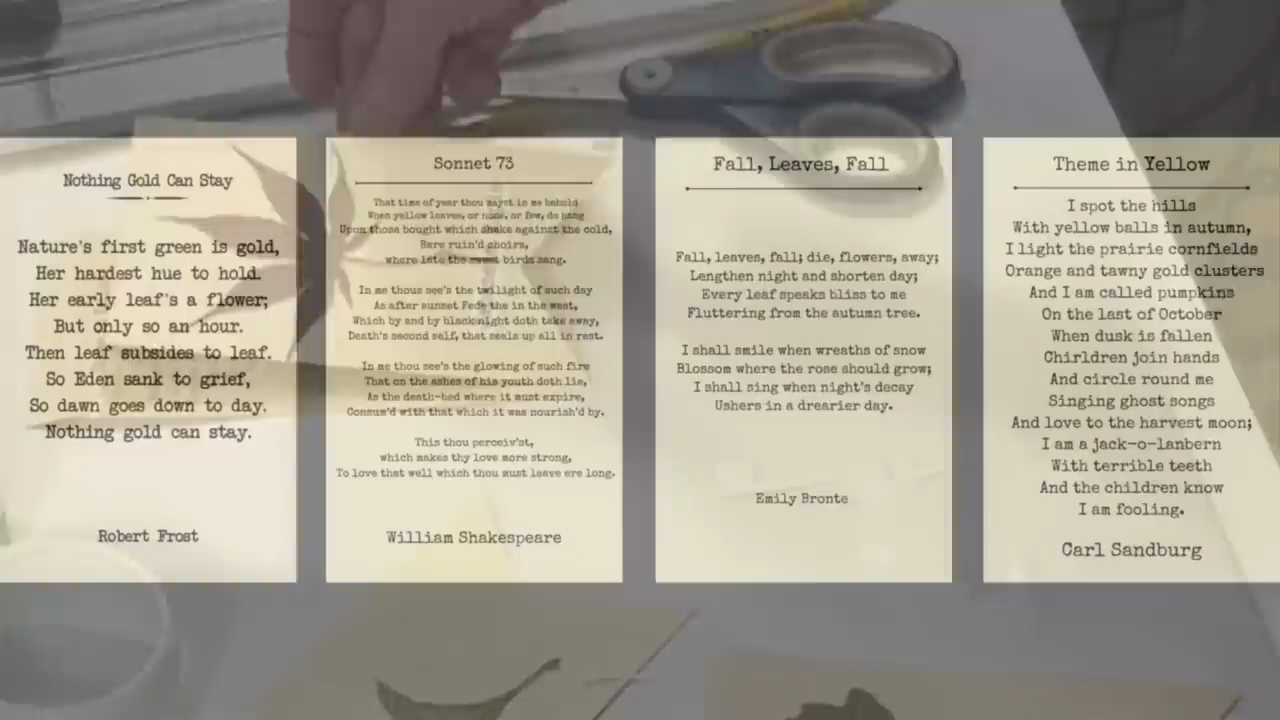 Nothing Gold Can Stay
Nature's first green is gold,
Her hardest hue to hold.
Her early leaf's a flower;
But only so an hour.
Then leaf subsides to leaf.
So Eden sank to grief,
So dawn goes down to day.
Nothing gold can stay.
Robert Frost
Sonnet 73
That time of year thou mayst in me behold
When yellow leaves, or none, or few, do hang
Upon those bought which shake against the cold,
Bare ruin'd choirs,
where late the sweet birds sang.
In me thou see's the twilight of such day
As after sunset Fede the in the west,
Which by and by black night doth take away,
Death's second self, that seals up all in rest.
In me thou see's the glowing of such fire
That on the ashes of his youth doth lie,
As the death-bed where it must expire,
Consum'd with that which it was nourish'd by.
This thou perceiv'st,
which makes thy love more strong,
To love that well which thou must leave ere long.
William Shakespeare
Fall, Leaves, Fall
Fall, leaves, fall; die, flowers, away;
Lengthen night and shorten day;
Every leaf speaks bliss to me
Fluttering from the autumn tree.
I shall smile when wreaths of snow
Blossom where the rose should grow;
I shall sing when night's decay
Ushers in a drearier day.
Emily Bronte
Theme in Yellow
I spot the hills
With yellow balls in autumn,
I light the prairie cornfields
Orange and tawny gold clusters
And I am called pumpkins
On the last of October
When dusk is fallen
Chirldren join hands
And circle round me
Singing ghost songs
And love to the harvest moon;
I am a jack-o-lanbern
With terrible teeth
And the children know
I am fooling.
Carl Sandburg